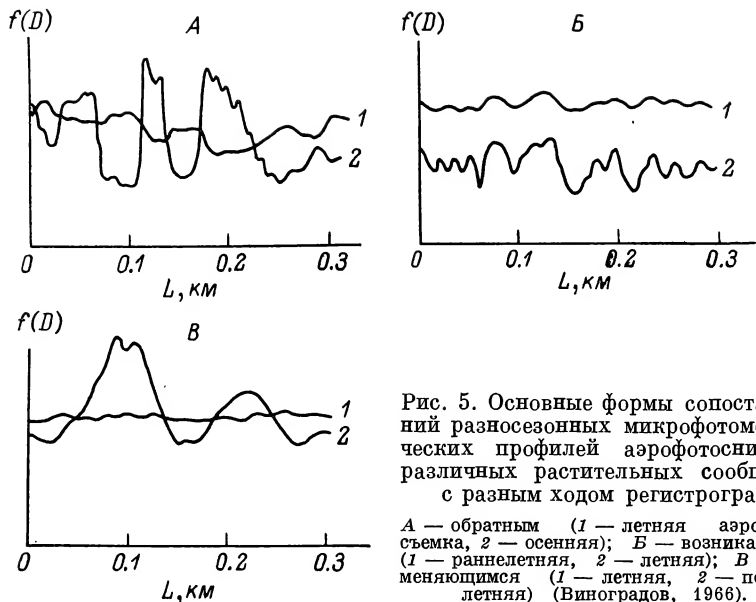 f(D) А
1
2
0 0.1 0.2 0.3
L, км
f(D) Б
1
2
0 0.1 0.2 0.3
L, км
f(D) В
1
2
0 0.1 0.2 0.3
L, км
Рис. 5. Основные формы сопост
ний разносезонных микрофотом
ческих профилей аэрофотосни
различных растительных сообщ
с разным ходом регистрогра
А — обратным (1 — летняя аэро
съемка, 2 — осенняя); Б — возника
(1 — раннелетняя, 2 — летняя); В
меняющимся (1 — летняя, 2 — по
летняя) (Виноградов, 1966).